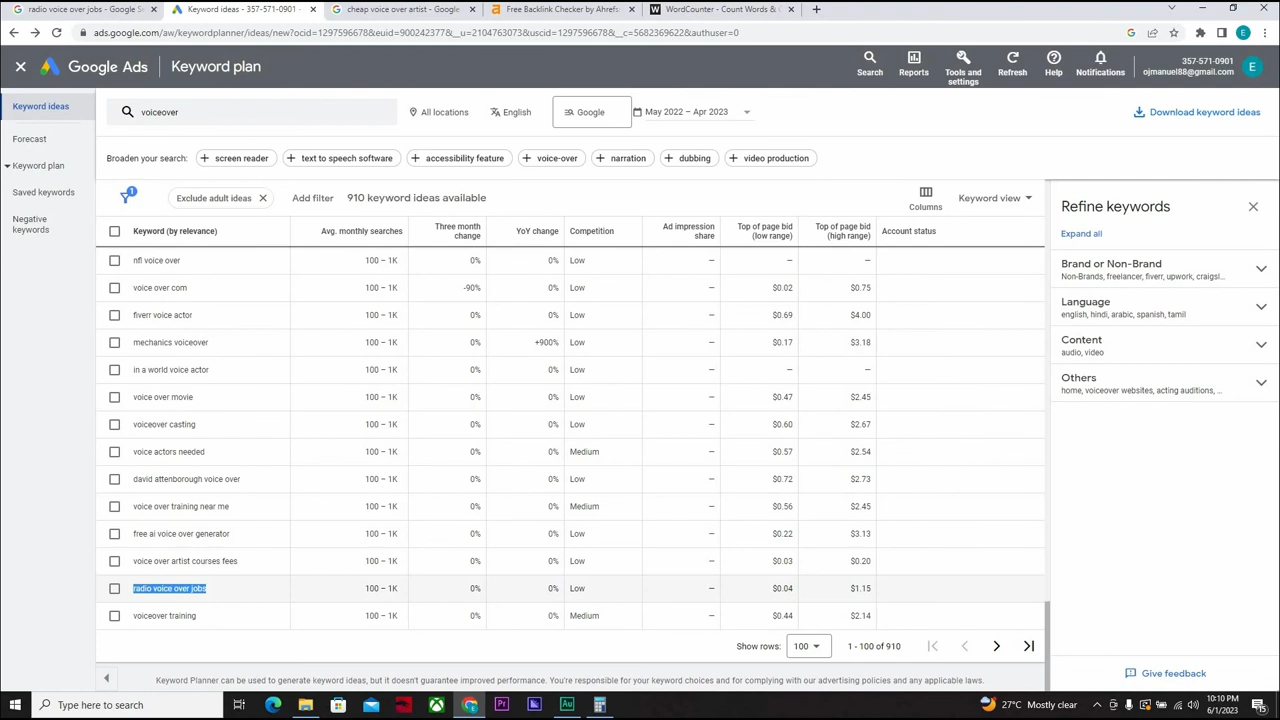 radio voice over jobs - Google Se
Keyword ideas - 357-571-0901 -
cheap voice over artist - Google
Free Backlink Checker by Ahrefs
WordCounter - Count Words & C
ads.google.com/aw/keywordplanner/ideas/new?ocid=1297596678&euid=900242377&__u=2104763073&uscid=1297596678&__c=5682369622&authuser=0
Google Ads
Keyword plan
Search
Reports
Tools and settings
Refresh
Help
Notifications
357-571-0901
ojmanuel88@gmail.com
E
Keyword ideas
Forecast
Keyword plan
Saved keywords
Negative keywords
voiceover
All locations
English
Google
May 2022 – Apr 2023
Download keyword ideas
Broaden your search:
screen reader
text to speech software
accessibility feature
voice-over
narration
dubbing
video production
1
Exclude adult ideas
Add filter
910 keyword ideas available
Columns
Keyword view
Keyword (by relevance) Avg. monthly searches Three month change YoY change Competition Ad impression share Top of page bid (low range) Top of page bid (high range) Account status
nfl voice over 100 – 1K 0% 0% Low – – –
voice over com 100 – 1K -90% 0% Low – $0.02 $0.75
fiverr voice actor 100 – 1K 0% 0% Low – $0.69 $4.00
mechanics voiceover 100 – 1K 0% +900% Low – $0.17 $3.18
in a world voice actor 100 – 1K 0% 0% Low – – –
voice over movie 100 – 1K 0% 0% Low – $0.47 $2.45
voiceover casting 100 – 1K 0% 0% Low – $0.60 $2.67
voice actors needed 100 – 1K 0% 0% Medium – $0.57 $2.54
david attenborough voice over 100 – 1K 0% 0% Low – $0.72 $2.73
voice over training near me 100 – 1K 0% 0% Medium – $0.56 $2.45
free ai voice over generator 100 – 1K 0% 0% Low – $0.22 $3.13
voice over artist courses fees 100 – 1K 0% 0% Low – $0.03 $0.20
radio voice over jobs 100 – 1K 0% 0% Low – $0.04 $1.15
voiceover training 100 – 1K 0% 0% Medium – $0.44 $2.14
Show rows: 100 1 - 100 of 910
Keyword Planner can be used to generate keyword ideas, but it doesn't guarantee improved performance. You're responsible for your keyword choices and for complying with our advertising policies and any applicable laws.
Refine keywords
Expand all
Brand or Non-Brand
Non-Brands, freelancer, fiverr, upwork, craigsl...
Language
english, hindi, arabic, spanish, tamil
Content
audio, video
Others
home, voiceover websites, acting auditions, ...
Give feedback
Type here to search
Pr
Au
27°C Mostly clear
10:10 PM
6/1/2023